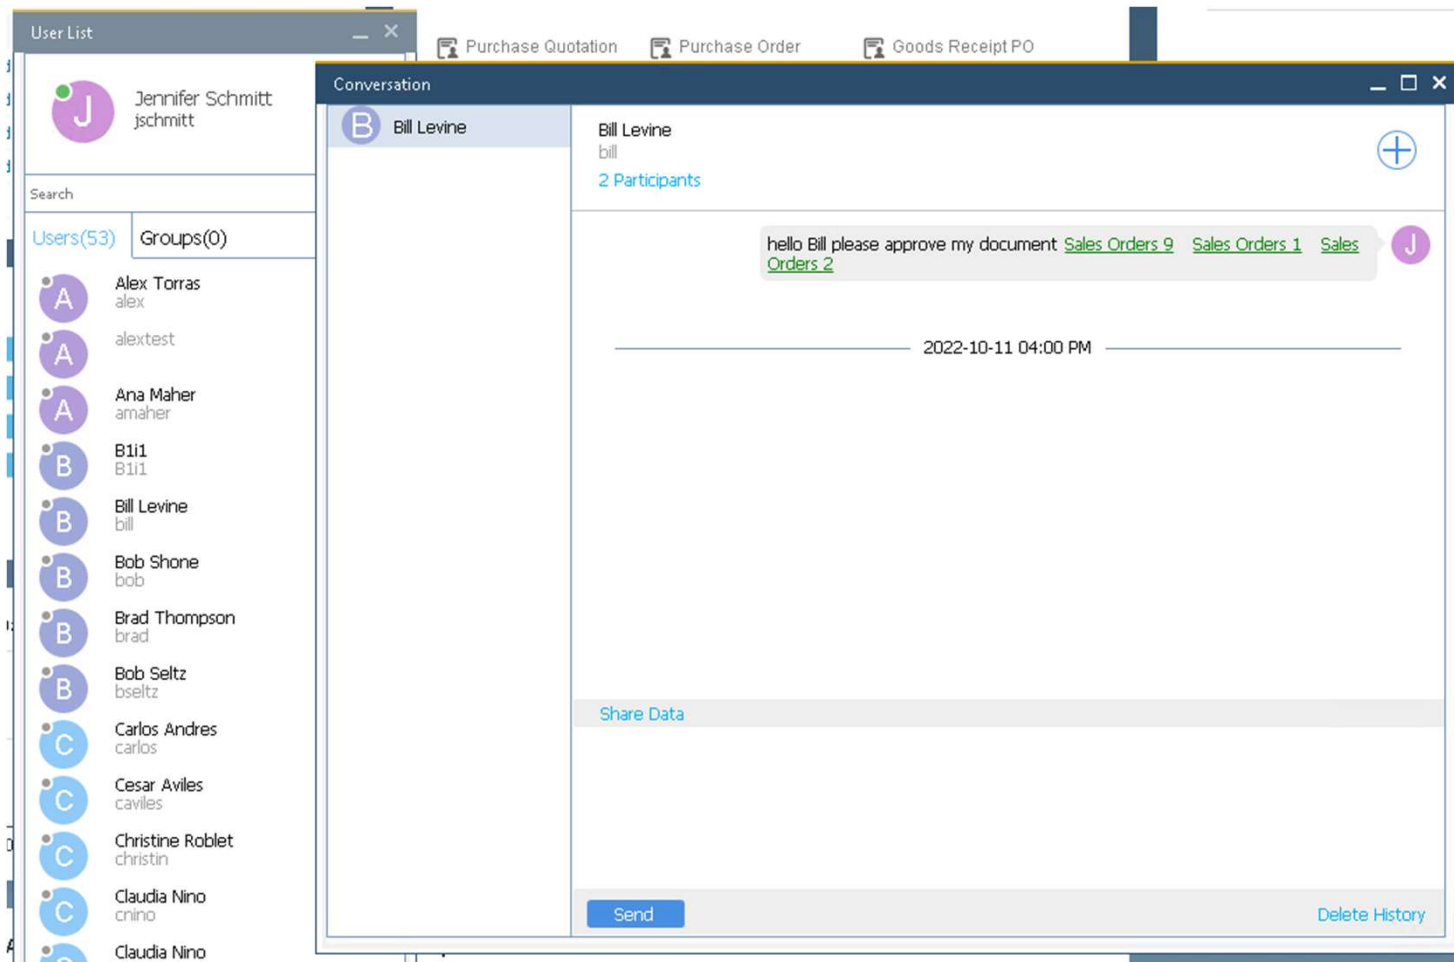 User List
Purchase Quotation
Purchase Order
Goods Receipt PO
J
Jennifer Schmitt
jschmitt
Search
Users(53)
Groups(0)
A
Alex Torras
alex
A
alextest
A
Ana Maher
amaher
B
B1i1
B1i1
B
Bill Levine
bill
B
Bob Shone
bob
B
Brad Thompson
brad
B
Bob Seltz
bseltz
C
Carlos Andres
carlos
C
Cesar Aviles
caviles
C
Christine Roblet
christin
C
Claudia Nino
cnino
Claudia Nino
Conversation
B
Bill Levine
Bill Levine
bill
2 Participants
hello Bill please approve my document Sales Orders 9 Sales Orders 1 Sales
Orders 2
J
2022-10-11 04:00 PM
Share Data
Send
Delete History